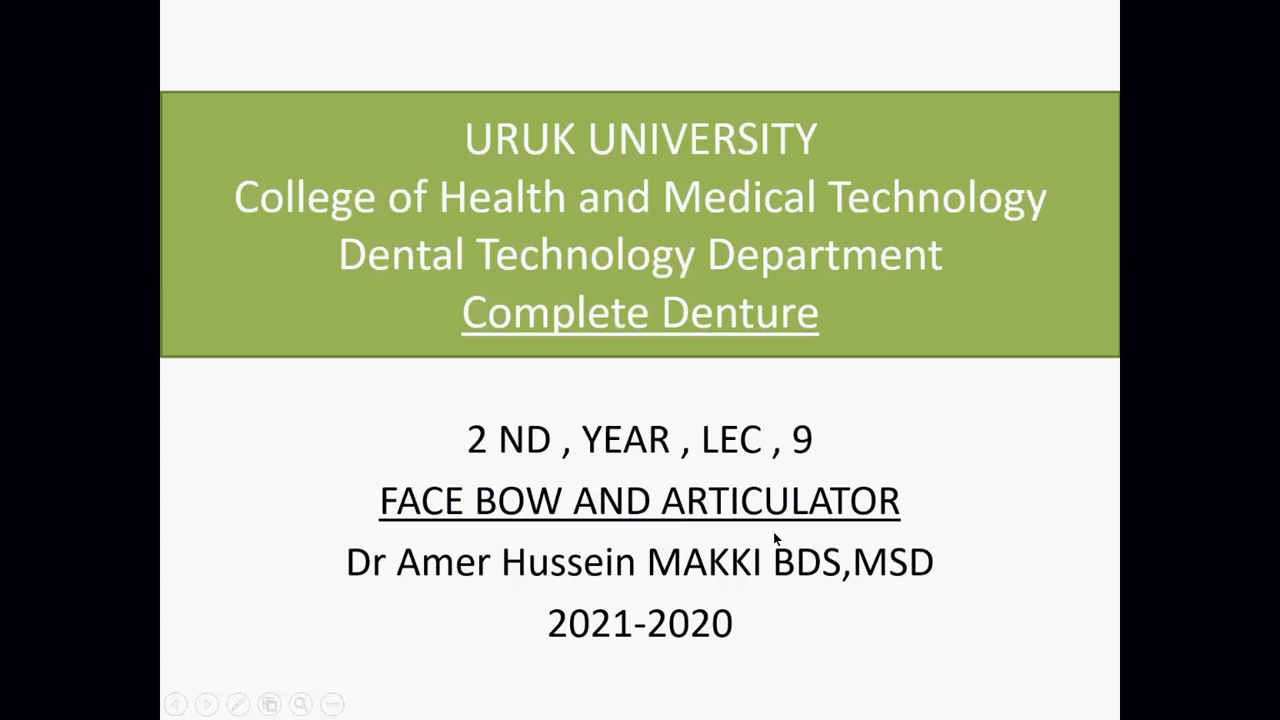 URUK UNIVERSITY
College of Health and Medical Technology
Dental Technology Department
Complete Denture
2 ND , YEAR , LEC , 9
FACE BOW AND ARTICULATOR
Dr Amer Hussein MAKKI BDS,MSD
2021-2020